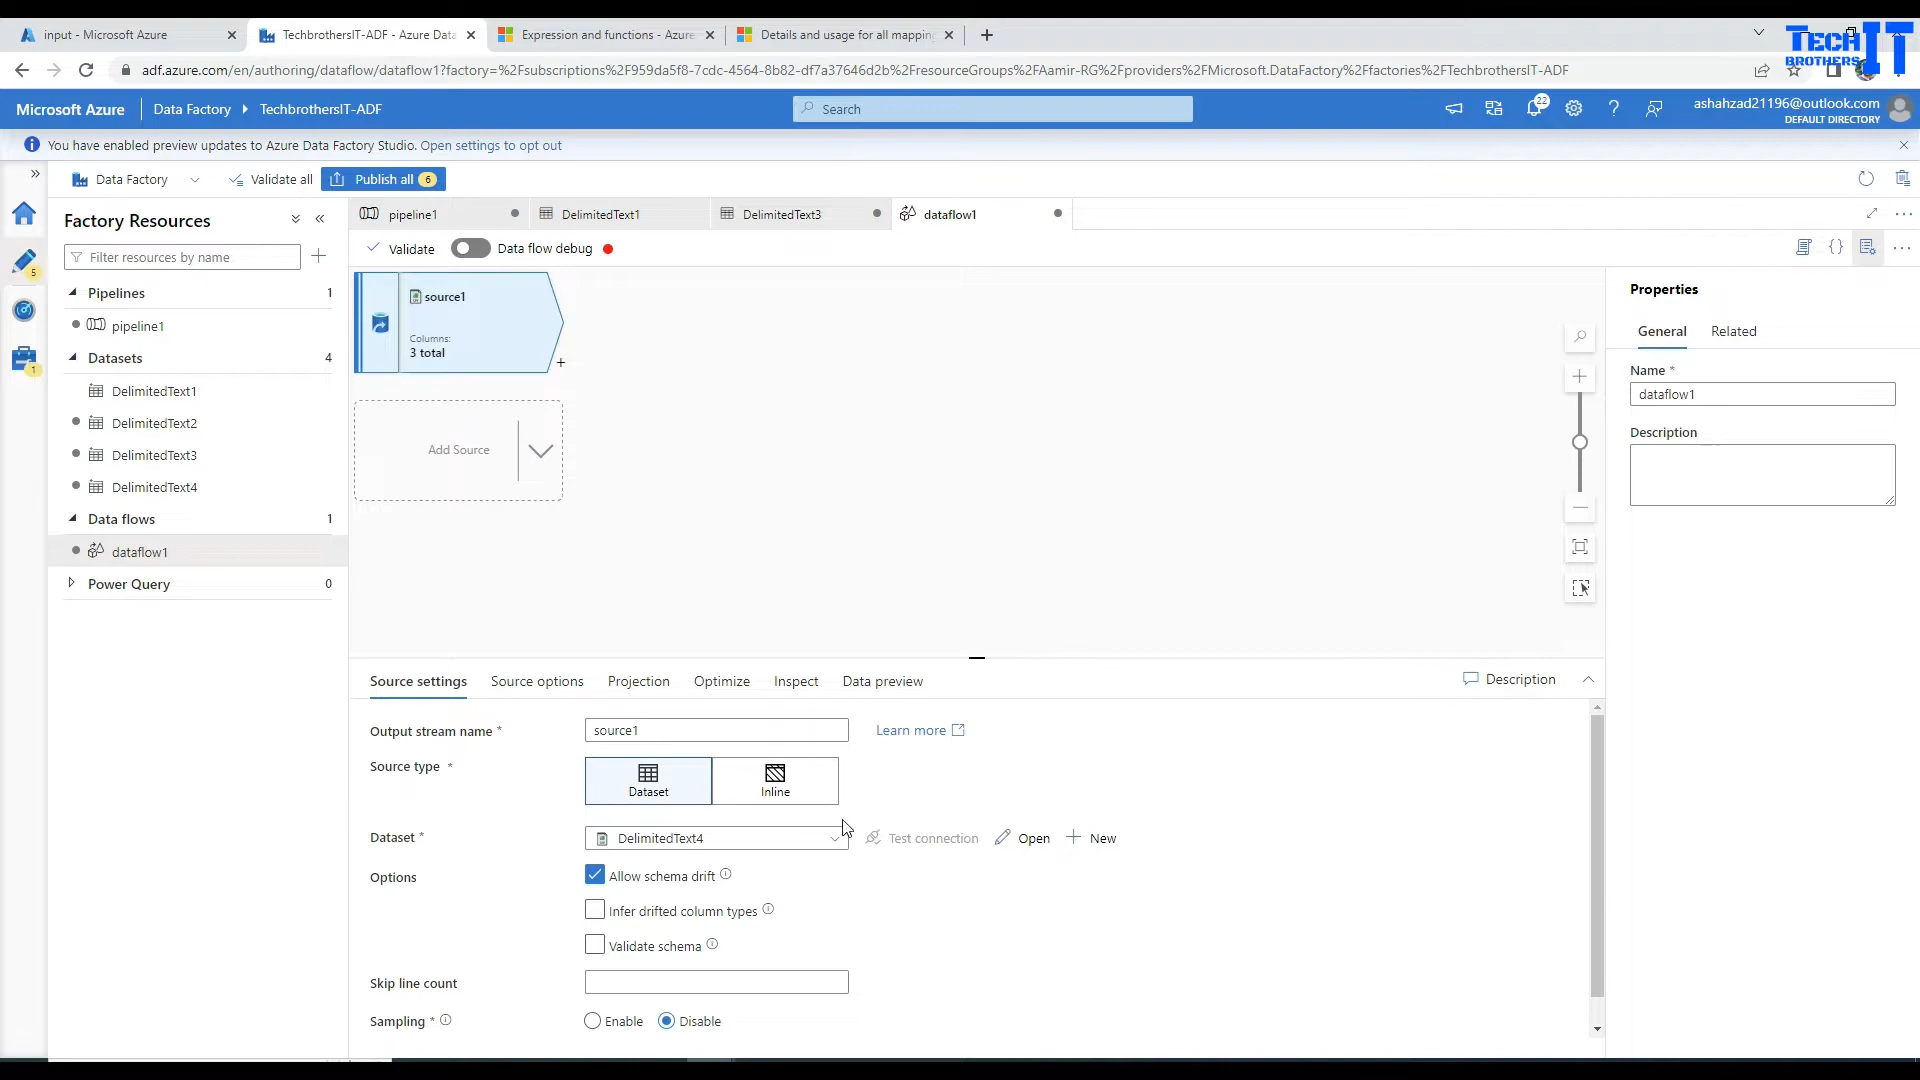 input - Microsoft Azure
TechbrothersIT-ADF - Azure Data
Expression and functions - Azure
Details and usage for all mapping
TECH BROTHERS IT
adf.azure.com/en/authoring/dataflow/dataflow1?factory=%2Fsubscriptions%2F959da5f8-7cdc-4564-8b82-df7a37646d2b%2FresourceGroups%2FAamir-RG%2Fproviders%2FMicrosoft.DataFactory%2Ffactories%2FTechbrothersIT-ADF
Microsoft Azure
Data Factory
TechbrothersIT-ADF
Search
22
ashahzad21196@outlook.com
DEFAULT DIRECTORY
You have enabled preview updates to Azure Data Factory Studio. Open settings to opt out
Data Factory
Validate all
Publish all 6
5
1
Factory Resources
Filter resources by name
Pipelines 1
pipeline1
Datasets 4
DelimitedText1
DelimitedText2
DelimitedText3
DelimitedText4
Data flows 1
dataflow1
Power Query 0
pipeline1
DelimitedText1
DelimitedText3
dataflow1
Validate
Data flow debug
source1
Columns:
3 total
+
Add Source
Properties
General
Related
Name *
dataflow1
Description
Source settings
Source options
Projection
Optimize
Inspect
Data preview
Description
Output stream name *
source1
Learn more
Source type *
Dataset
Inline
Dataset *
DelimitedText4
Test connection
Open
New
Options
Allow schema drift
Infer drifted column types
Validate schema
Skip line count
Sampling *
Enable
Disable